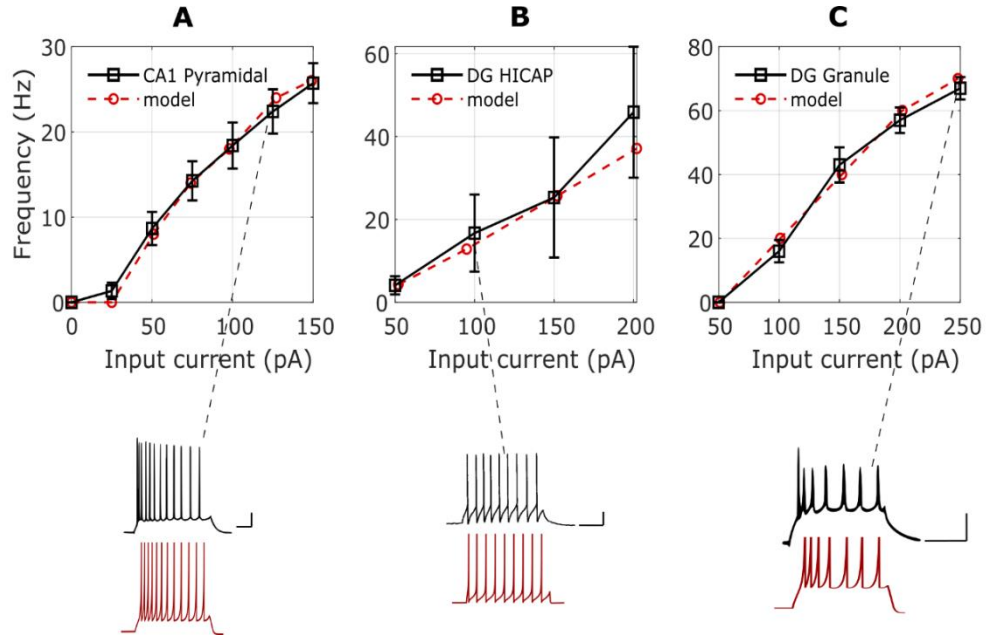 A
B
C
Frequency (Hz)
30
20
10
0
CA1 Pyramidal
model
0 50 100 150
Input current (pA)
60
40
20
0
DG HICAP
model
50 100 150 200
Input current (pA)
80
60
40
20
0
DG Granule
model
50 100 150 200 250
Input current (pA)